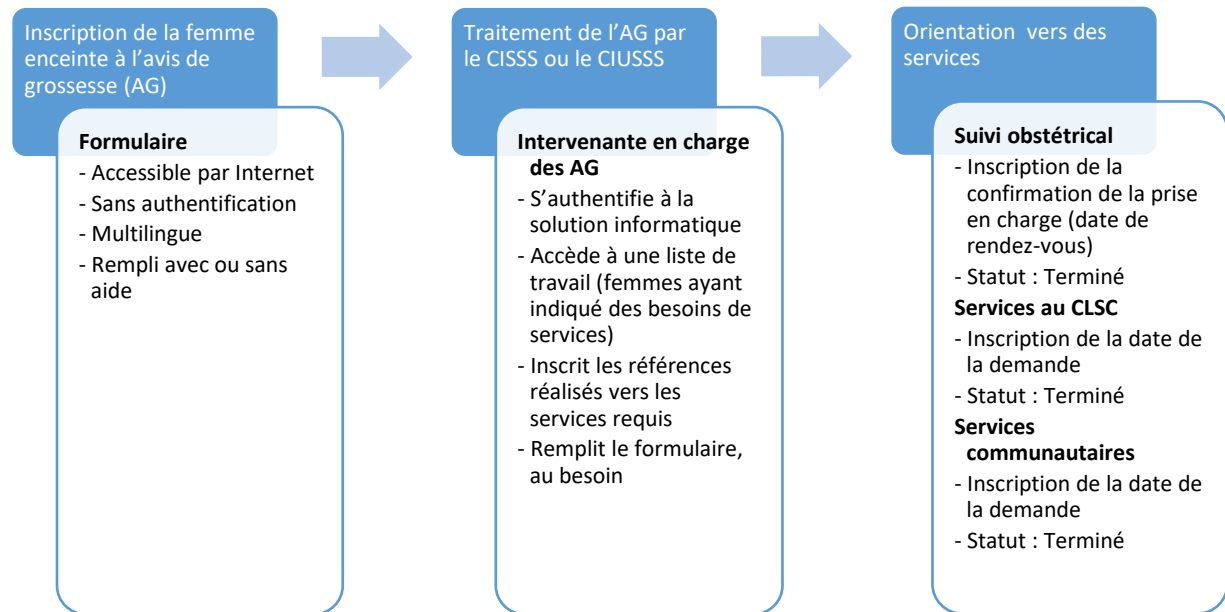 Inscription de la femme
enceinte à l’avis de
grossesse (AG)
Formulaire
- Accessible par Internet
- Sans authentification
- Multilingue
- Rempli avec ou sans
aide
Traitement de l’AG par
le CISSS ou le CIUSSS
Intervenante en charge
des AG
- S’authentifie à la
solution informatique
- Accède à une liste de
travail (femmes ayant
indiqué des besoins de
services)
- Inscrit les références
réalisés vers les
services requis
- Remplit le formulaire,
au besoin
Orientation vers des
services
Suivi obstétrical
- Inscription de la
confirmation de la prise
en charge (date de
rendez-vous)
- Statut : Terminé
Services au CLSC
- Inscription de la date de
la demande
- Statut : Terminé
Services
communautaires
- Inscription de la date de
la demande
- Statut : Terminé